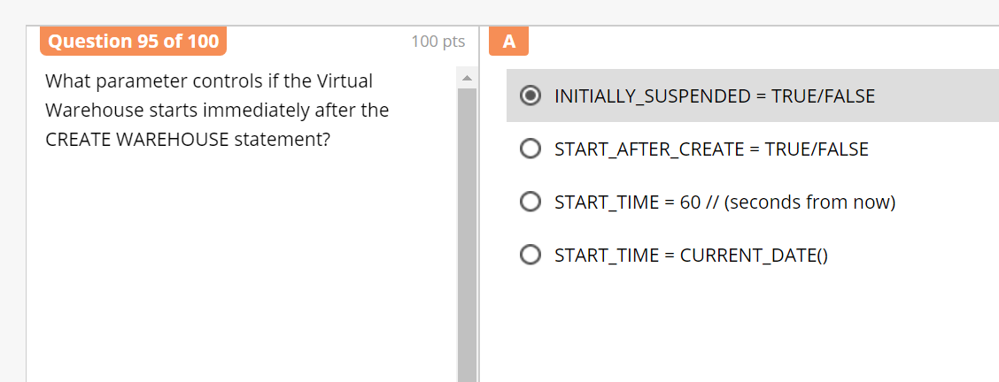 Question 95 of 100
100 pts
What parameter controls if the Virtual
Warehouse starts immediately after the
CREATE WAREHOUSE statement?
A
INITIALLY_SUSPENDED = TRUE/FALSE
START_AFTER_CREATE = TRUE/FALSE
START_TIME = 60 // (seconds from now)
START_TIME = CURRENT_DATE()